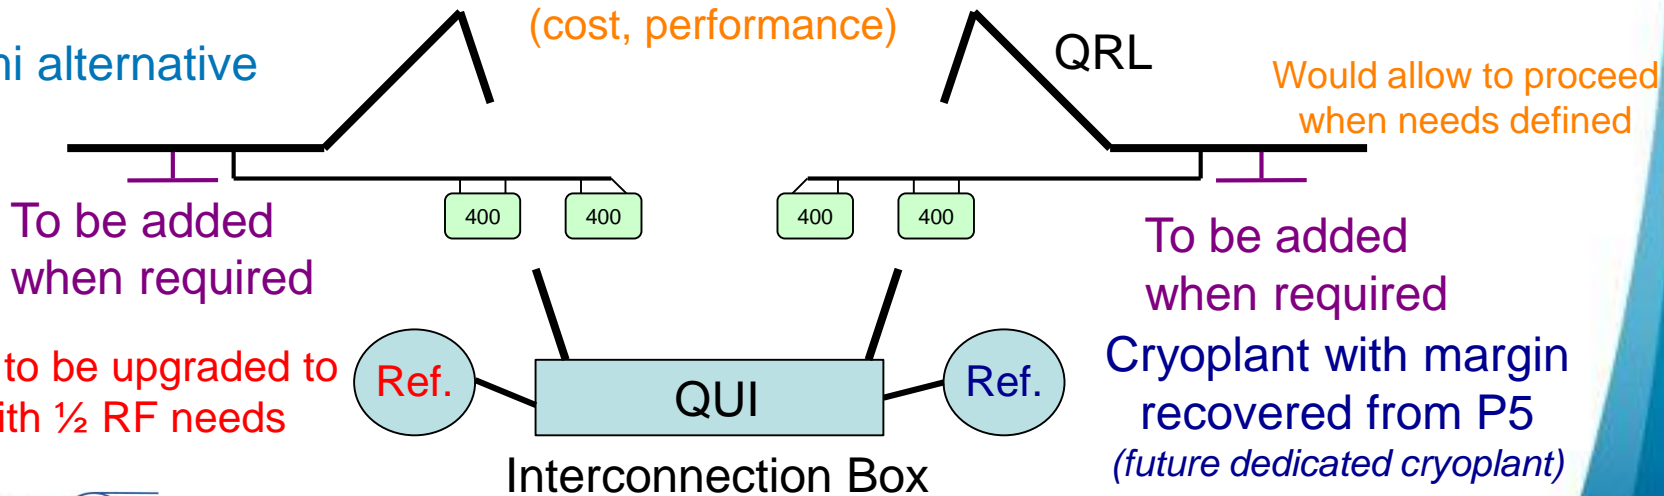 (cost, performance)
alternative
QRL
Would allow to proceed
when needs defined
400
400
400
400
To be added
when required
To be added
when required
to be upgraded to
with ½ RF needs
Ref.
QUI
Ref.
Cryoplant with margin
recovered from P5
(future dedicated cryoplant)
Interconnection Box